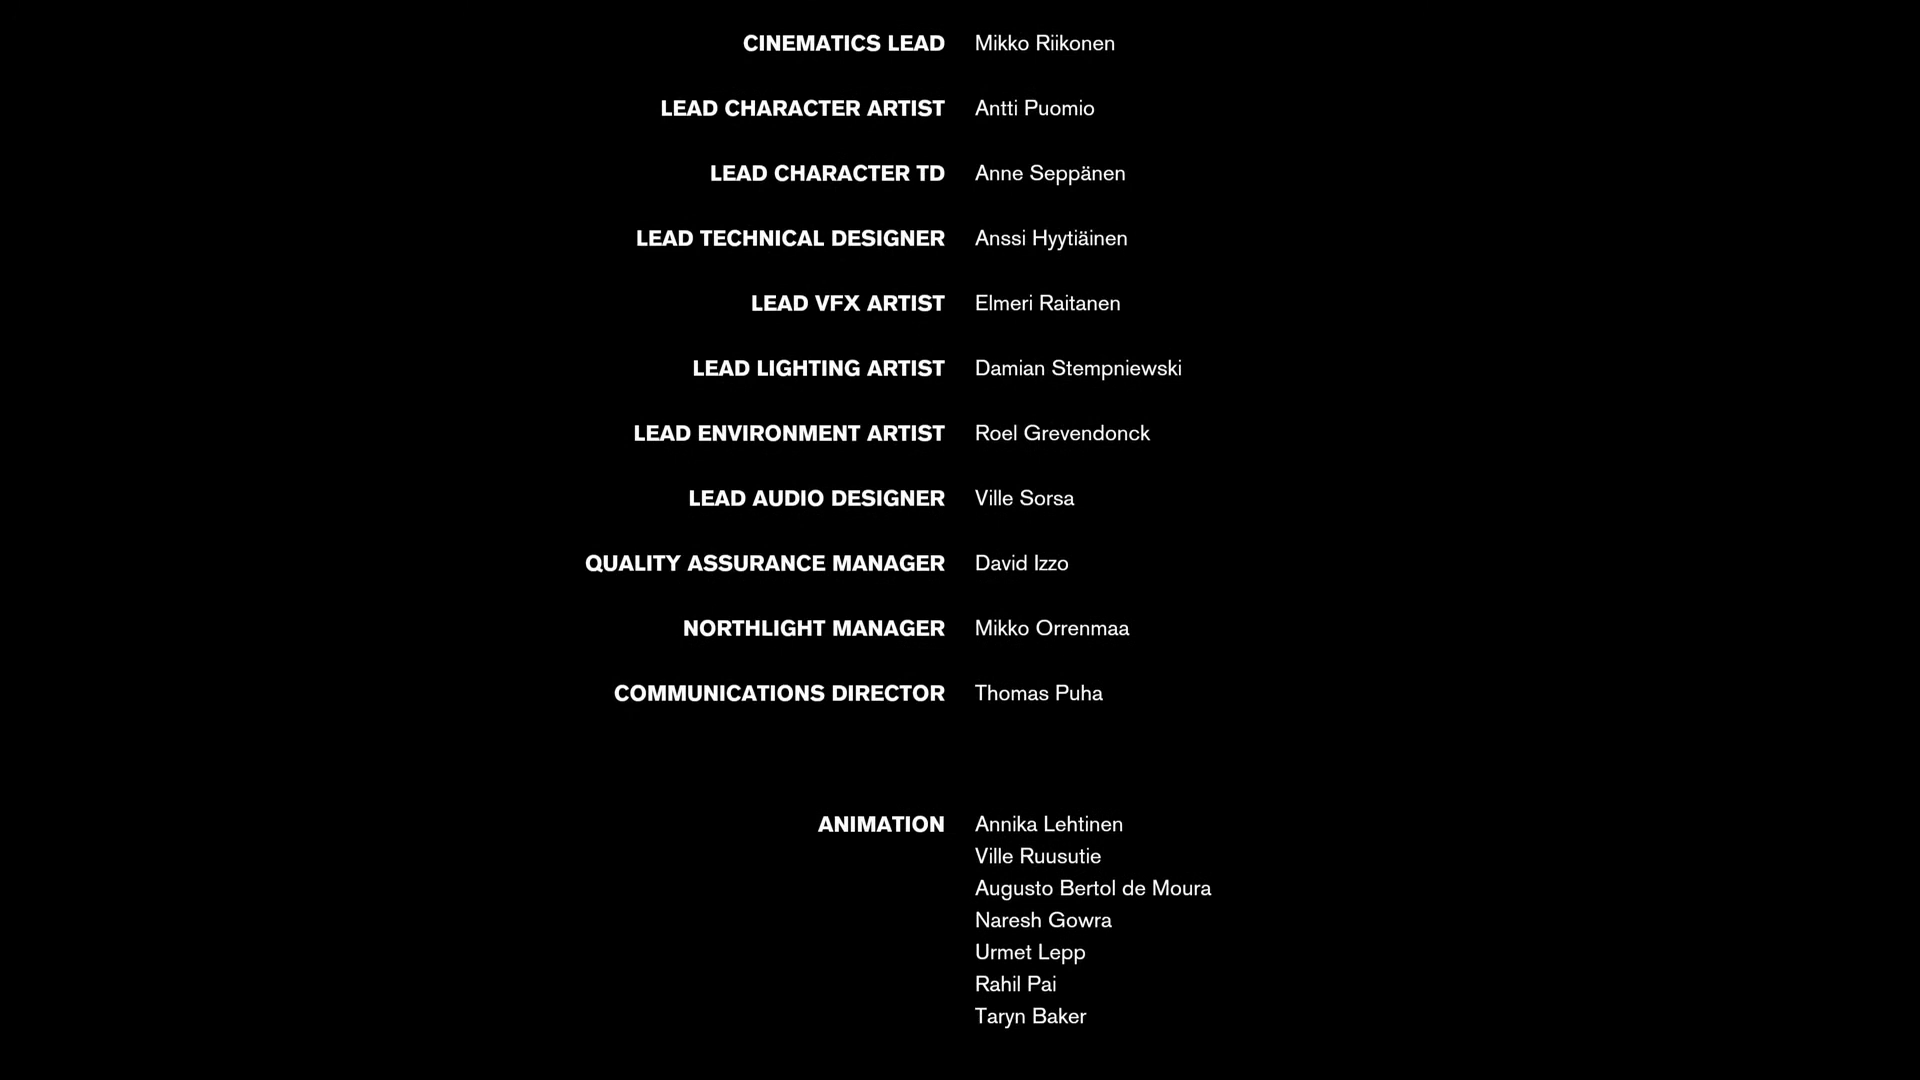 CINEMATICS LEAD Mikko Riikonen
LEAD CHARACTER ARTIST Antti Puomio
LEAD CHARACTER TD Anne Seppänen
LEAD TECHNICAL DESIGNER Anssi Hyytiäinen
LEAD VFX ARTIST Elmeri Raitanen
LEAD LIGHTING ARTIST Damian Stempniewski
LEAD ENVIRONMENT ARTIST Roel Grevendonck
LEAD AUDIO DESIGNER Ville Sorsa
QUALITY ASSURANCE MANAGER David Izzo
NORTHLIGHT MANAGER Mikko Orrenmaa
COMMUNICATIONS DIRECTOR Thomas Puha
ANIMATION Annika Lehtinen
Ville Ruusutie
Augusto Bertol de Moura
Naresh Gowra
Urmet Lepp
Rahil Pai
Taryn Baker